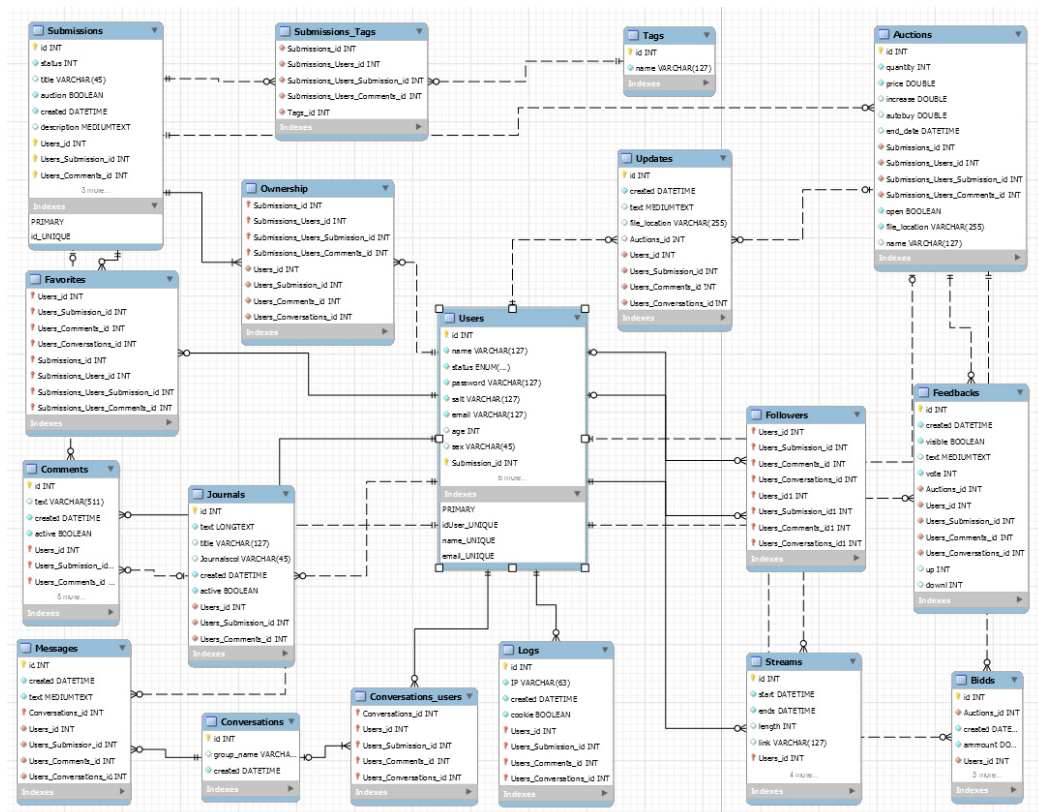 Submissions
id INT
status INT
title VARCHAR(45)
auction BOOLEAN
created DATETIME
description MEDIUMTEXT
Users_id INT
Users_Submission_id INT
Users_Comments_id INT
3 more...
Indexes
PRIMARY
id_UNIQUE
Submissions_Tags
Submissions_id INT
Submissions_Users_id INT
Submissions_Users_Submission_id INT
Submissions_Users_Comments_id INT
Tags_id INT
Indexes
Tags
id INT
name VARCHAR(127)
Indexes
Auctions
id INT
quantity INT
price DOUBLE
increase DOUBLE
autobuy DOUBLE
end_date DATETIME
Submissions_id INT
Submissions_Users_id INT
Submissions_Users_Submission_id INT
Submissions_Users_Comments_id INT
open BOOLEAN
file_location VARCHAR(255)
name VARCHAR(127)
Indexes
Ownership
Submissions_id INT
Submissions_Users_id INT
Submissions_Users_Submission_id INT
Submissions_Users_Comments_id INT
Users_id INT
Users_Submission_id INT
Users_Comments_id INT
Users_Conversations_id INT
Indexes
Updates
id INT
created DATETIME
text MEDIUMTEXT
file_location VARCHAR(255)
Auctions_id INT
Users_id INT
Users_Submission_id INT
Users_Comments_id INT
Users_Conversations_id INT
Indexes
Favorites
Users_id INT
Users_Submission_id INT
Users_Comments_id INT
Users_Conversations_id INT
Submissions_id INT
Submissions_Users_id INT
Submissions_Users_Submission_id INT
Submissions_Users_Comments_id INT
Indexes
Users
id INT
name VARCHAR(127)
status ENUM(...)
password VARCHAR(127)
salt VARCHAR(127)
email VARCHAR(127)
age INT
sex VARCHAR(45)
Submission_id INT
6 more...
Indexes
PRIMARY
idUser_UNIQUE
name_UNIQUE
email_UNIQUE
Followers
Users_id INT
Users_Submission_id INT
Users_Comments_id INT
Users_Conversations_id INT
Users_id1 INT
Users_Submission_id1 INT
Users_Comments_id1 INT
Users_Conversations_id1 INT
Indexes
Feedbacks
id INT
created DATETIME
visible BOOLEAN
text MEDIUMTEXT
vote INT
Auctions_id INT
Users_id INT
Users_Submission_id INT
Users_Comments_id INT
Users_Conversations_id INT
up INT
downl INT
Indexes
Comments
id INT
text VARCHAR(511)
created DATETIME
active BOOLEAN
Users_id INT
Users_Submission_id...
Users_Comments_id ...
5 more...
Indexes
Journals
id INT
text LONGTEXT
title VARCHAR(127)
Journalscol VARCHAR(45)
created DATETIME
active BOOLEAN
Users_id INT
Users_Submission_id INT
Users_Comments_id INT
Indexes
Messages
id INT
created DATETIME
text MEDIUMTEXT
Conversations_id INT
Users_id INT
Users_Submission_id INT
Users_Comments_id INT
Users_Conversations_id INT
Indexes
Conversations
id INT
group_name VARCHA...
created DATETIME
Indexes
Conversations_users
Conversations_id INT
Users_id INT
Users_Submission_id INT
Users_Comments_id INT
Users_Conversations_id INT
Indexes
Logs
id INT
IP VARCHAR(63)
created DATETIME
cookie BOOLEAN
Users_id INT
Users_Submission_id INT
Users_Comments_id INT
Users_Conversations_id INT
Indexes
Streams
id INT
start DATETIME
ends DATETIME
length INT
link VARCHAR(127)
Users_id INT
4 more...
Indexes
Bidds
id INT
Auctions_id INT
created DATE...
ammount DO...
Users_id INT
3 more...
Indexes